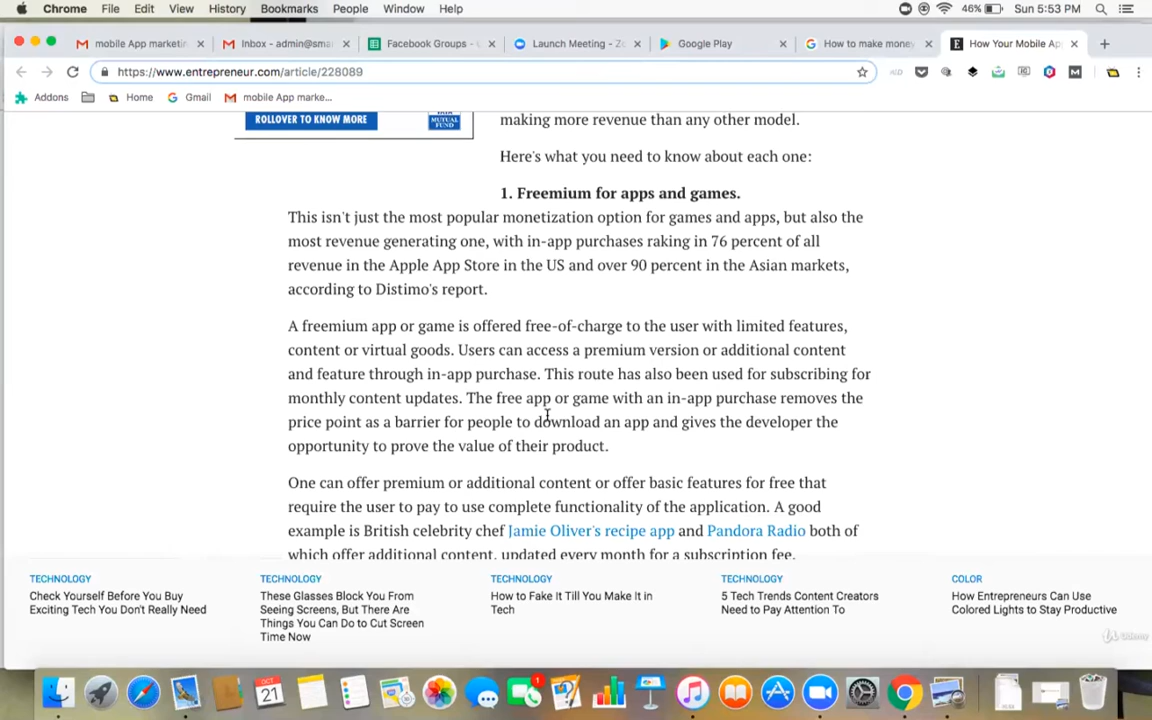 Chrome File Edit View History Bookmarks People Window Help 46% Sun 5:53 PM
mobile App marketin
Inbox - admin@sma
Facebook Groups -
Launch Meeting - Zo
Google Play
How to make money
How Your Mobile Ap
https://www.entrepreneur.com/article/228089
Addons Home Gmail mobile App marke...
ROLLOVER TO KNOW MORE
TATA
MUTUAL
FUND
making more revenue than any other model.
Here's what you need to know about each one:
1. Freemium for apps and games.
This isn't just the most popular monetization option for games and apps, but also the
most revenue generating one, with in-app purchases raking in 76 percent of all
revenue in the Apple App Store in the US and over 90 percent in the Asian markets,
according to Distimo's report.
A freemium app or game is offered free-of-charge to the user with limited features,
content or virtual goods. Users can access a premium version or additional content
and feature through in-app purchase. This route has also been used for subscribing for
monthly content updates. The free app or game with an in-app purchase removes the
price point as a barrier for people to download an app and gives the developer the
opportunity to prove the value of their product.
One can offer premium or additional content or offer basic features for free that
require the user to pay to use complete functionality of the application. A good
example is British celebrity chef Jamie Oliver's recipe app and Pandora Radio both of
which offer additional content, updated every month for a subscription fee.
TECHNOLOGY
Check Yourself Before You Buy
Exciting Tech You Don't Really Need
TECHNOLOGY
These Glasses Block You From
Seeing Screens, But There Are
Things You Can Do to Cut Screen
Time Now
TECHNOLOGY
How to Fake It Till You Make It in
Tech
TECHNOLOGY
5 Tech Trends Content Creators
Need to Pay Attention To
COLOR
How Entrepreneurs Can Use
Colored Lights to Stay Productive
Udemy
OCT
21
1